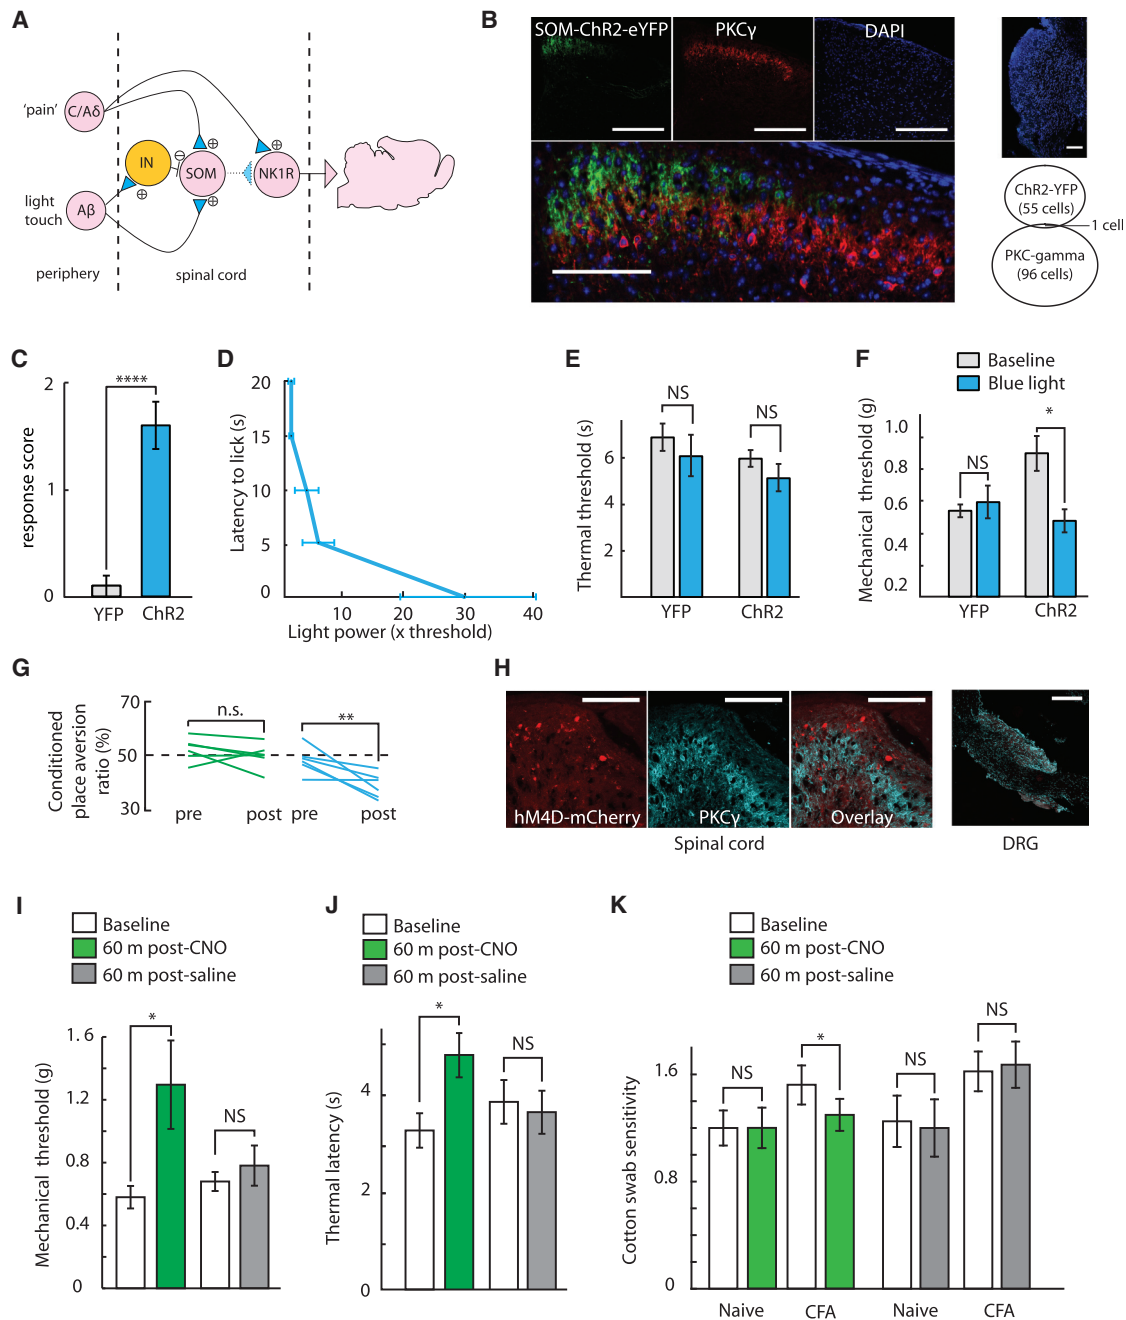 A
'pain'
C/Aδ
IN
SOM
NK1R
Aβ
light
touch
periphery
spinal cord
⊕
⊕
⊖
⊕
⊕
B
SOM-ChR2-eYFP
PKCγ
DAPI
ChR2-YFP
(55 cells)
1 cell
PKC-gamma
(96 cells)
C
response score
2
1
0
****
YFP
ChR2
D
Latency to lick (s)
20
15
10
5
0
10
20
30
40
Light power (x threshold)
E
Thermal threshold (s)
6
4
2
NS
NS
YFP
ChR2
F
Baseline
Blue light
Mechanical threshold (g)
1.0
0.8
0.6
0.4
0.2
NS
*
YFP
ChR2
G
Conditioned
place aversion
ratio (%)
70
50
30
n.s.
**
pre
post
pre
post
H
hM4D-mCherry
PKCγ
Overlay
Spinal cord
DRG
I
Baseline
60 m post-CNO
60 m post-saline
Mechanical threshold (g)
1.6
1.2
0.8
0.4
0
*
NS
J
Baseline
60 m post-CNO
60 m post-saline
Thermal latency (s)
4
2
0
*
NS
K
Baseline
60 m post-CNO
60 m post-saline
Cotton swab sensitivity
1.6
0.8
0
NS
*
NS
NS
Naive
CFA
Naive
CFA